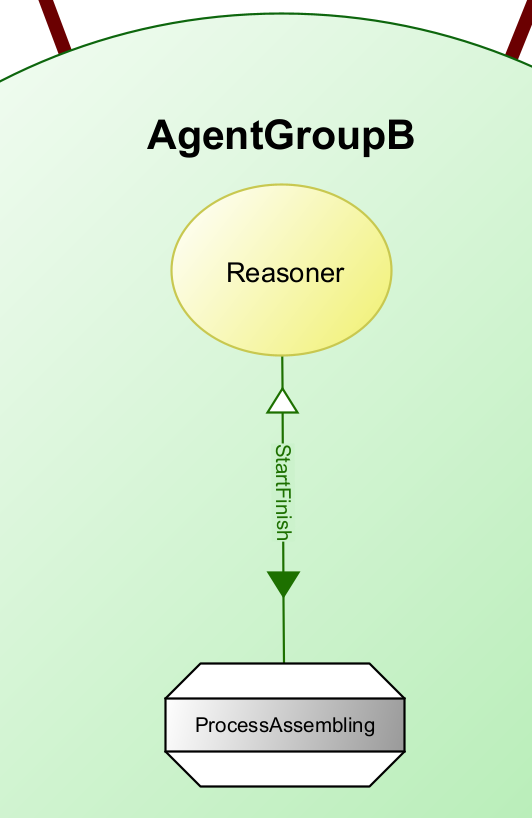 AgentGroupB
Reasoner
StartFinish
ProcessAssembling